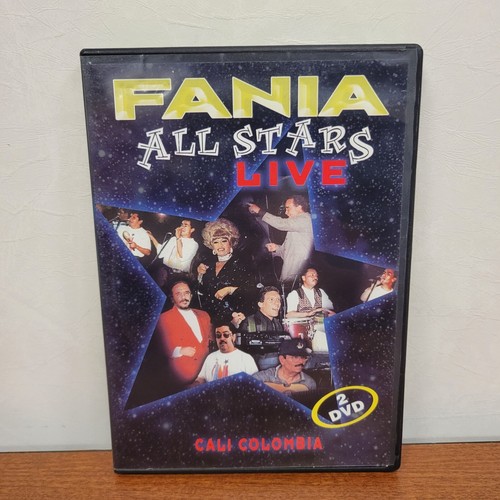 FANIA
ALL STARS
LIVE
2
DVD
CALI COLOMBIA